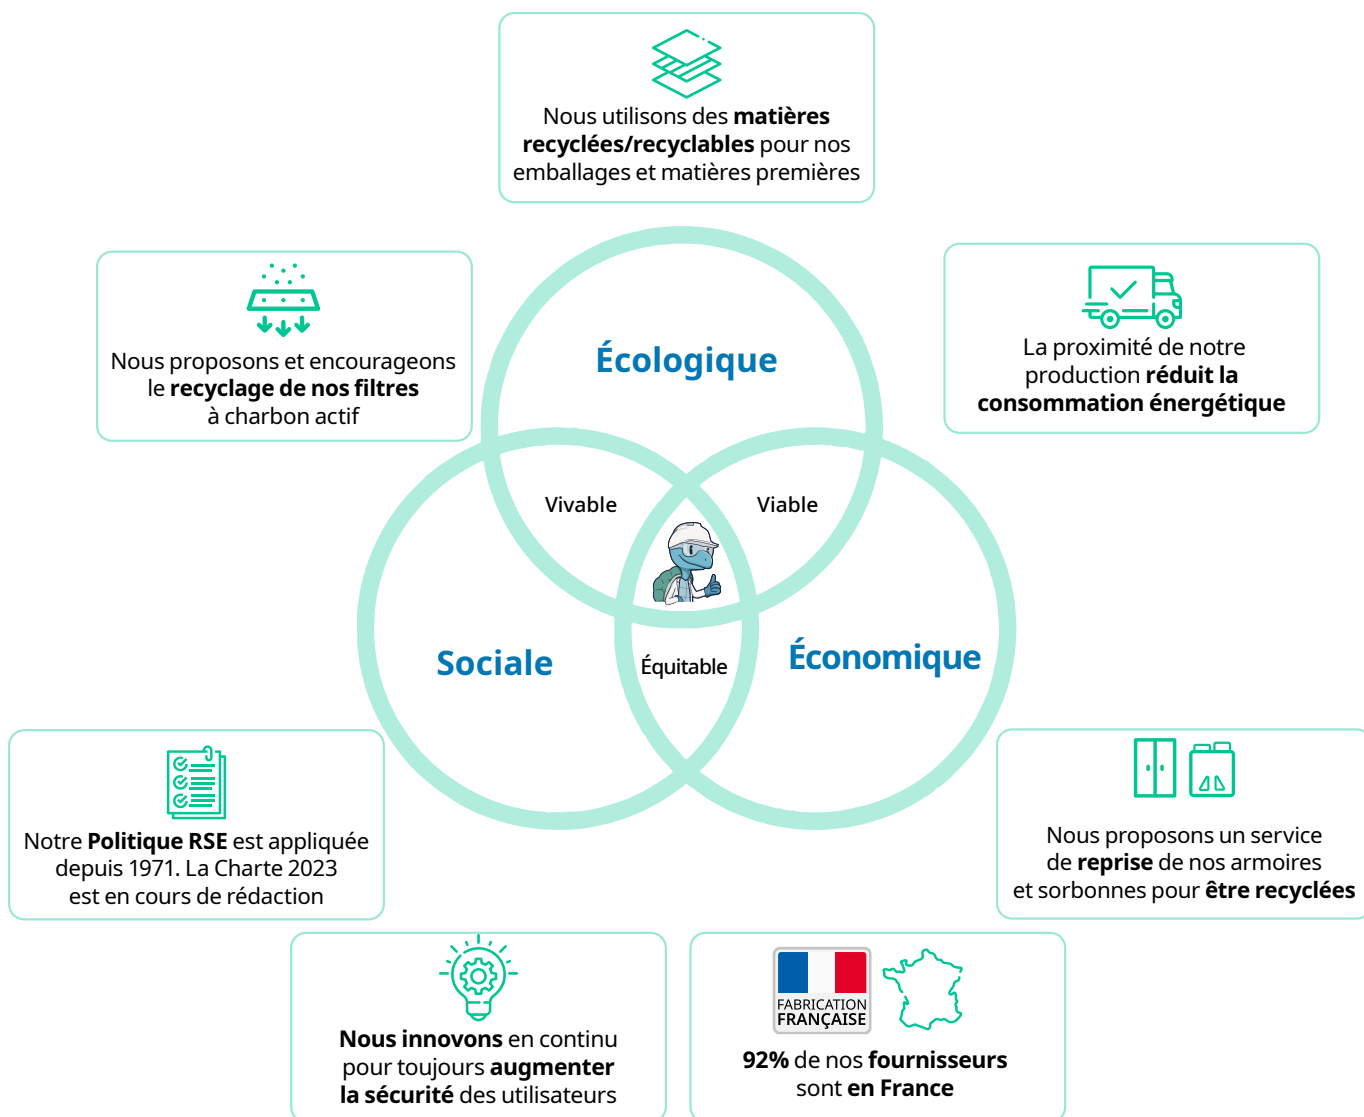 Nous utilisons des matières
recyclées/recyclables pour nos
emballages et matières premières
Nous proposons et encourageons
le recyclage de nos filtres
à charbon actif
La proximité de notre
production réduit la
consommation énergétique
Écologique
Vivable
Viable
Sociale
Équitable
Économique
Notre Politique RSE est appliquée
depuis 1971. La Charte 2023
est en cours de rédaction
Nous proposons un service
de reprise de nos armoires
et sorbonnes pour être recyclées
Nous innovons en continu
pour toujours augmenter
la sécurité des utilisateurs
FABRICATION
FRANÇAISE
92% de nos fournisseurs
sont en France